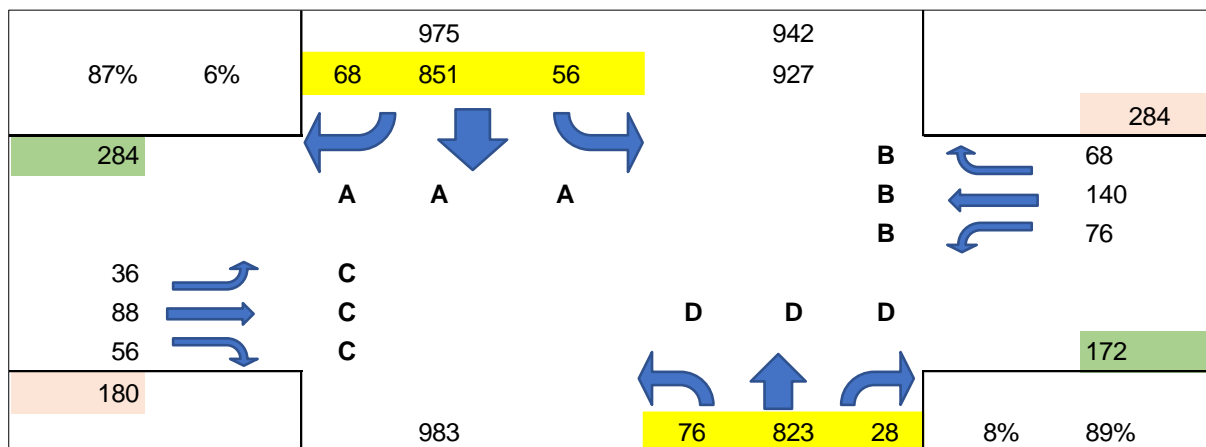 975 942
87% 6% 68 851 56 927
284
284 B 68
A A A B 140
B 76
36 C
88 C D D D
56 C 172
180
983 76 823 28 8% 89%